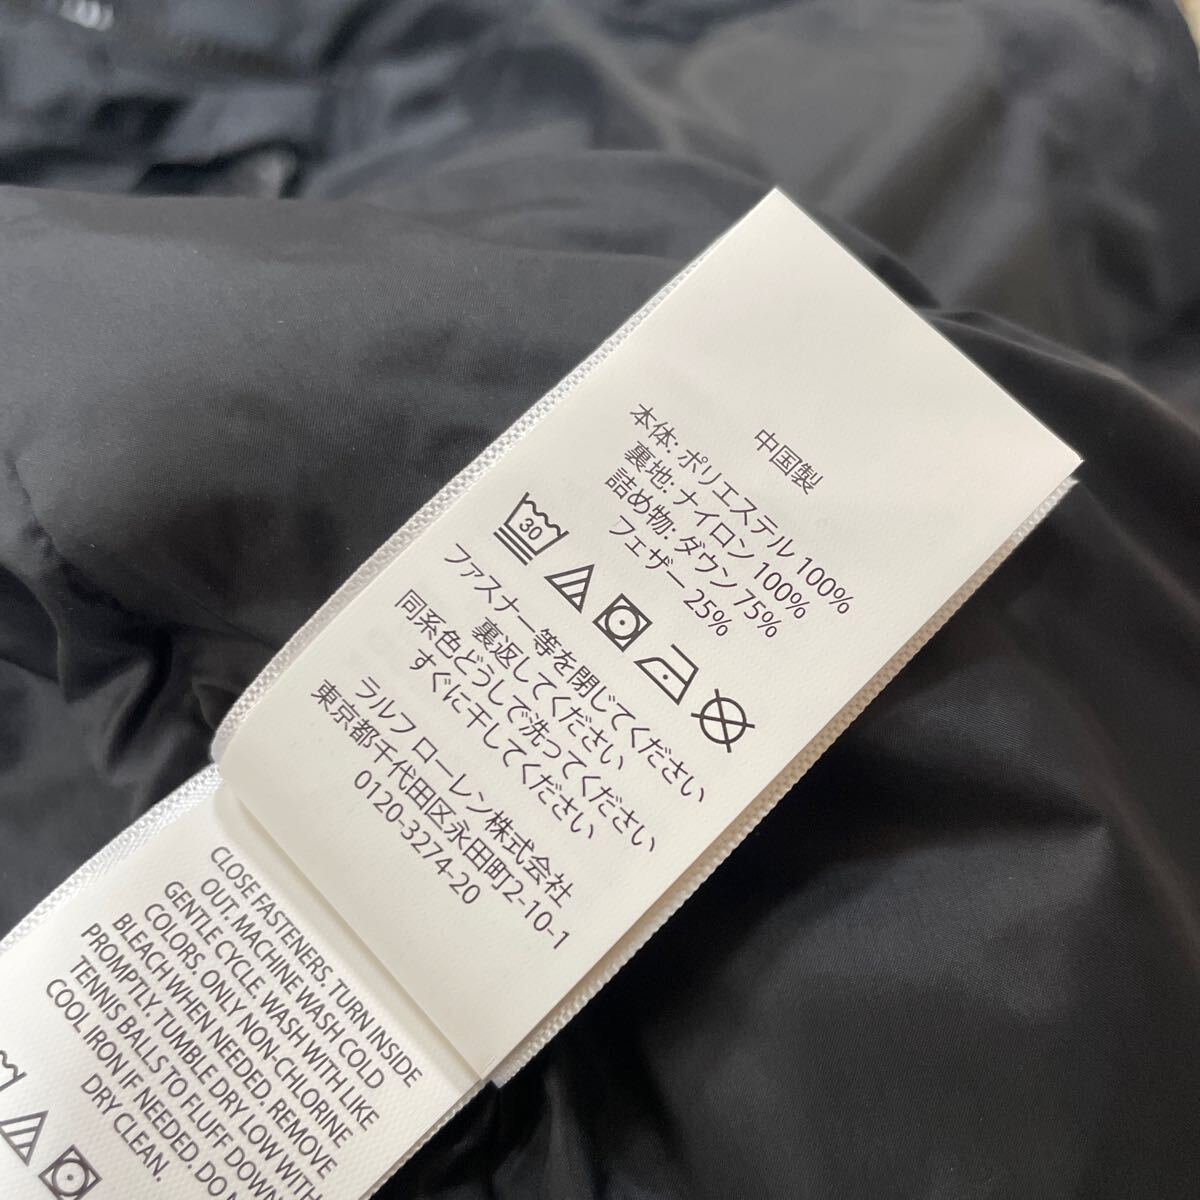 中国製
本体: ポリエステル 100%
裏地: ナイロン 100%
詰め物: ダウン 75%
フェザー 25%
30
ファスナー等を閉じてください
裏返してください
同系色どうしで洗ってください
すぐに干してください
ラルフ ローレン株式会社
東京都千代田区永田町2-10-1
0120-3274-20
CLOSE FASTENERS. TURN INSIDE
OUT. MACHINE WASH COLD
GENTLE CYCLE. WASH WITH LIKE
COLORS. ONLY NON-CHLORINE
BLEACH WHEN NEEDED. REMOVE
PROMPTLY. TUMBLE DRY LOW WITH
TENNIS BALLS TO FLUFF DOWN.
COOL IRON IF NEEDED. DO
DRY CLEAN.